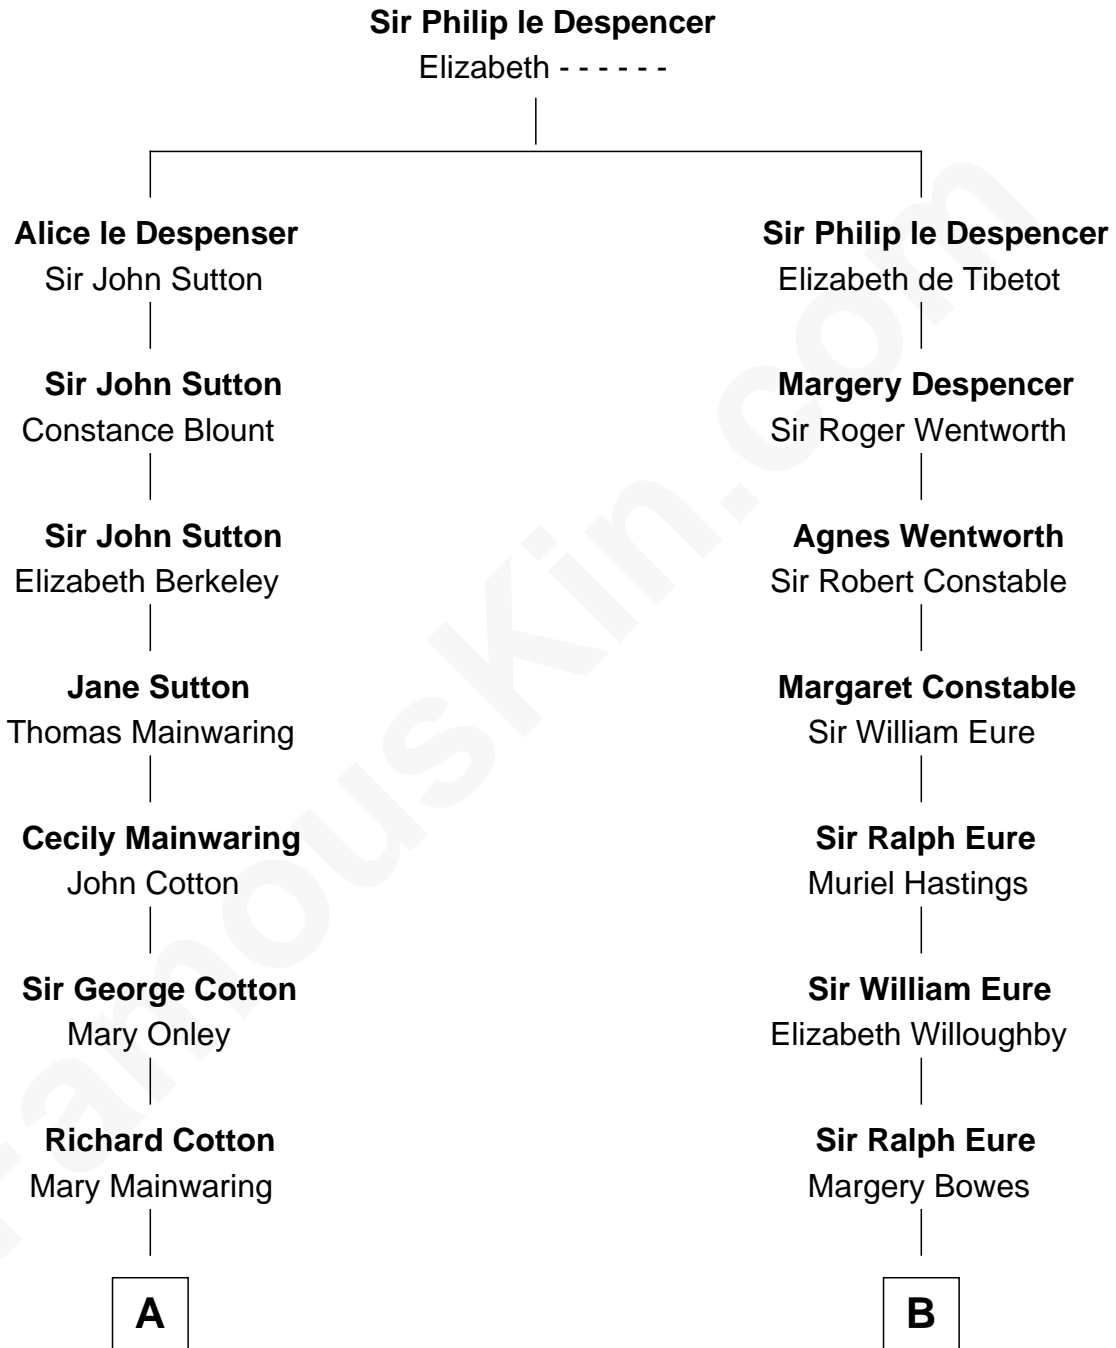 Sir Philip le Despencer
Elizabeth - - - - - -
Alice le Despenser
Sir John Sutton
Sir John Sutton
Constance Blount
Sir John Sutton
Elizabeth Berkeley
Jane Sutton
Thomas Mainwaring
Cecily Mainwaring
John Cotton
Sir George Cotton
Mary Onley
Richard Cotton
Mary Mainwaring
A
Sir Philip le Despencer
Elizabeth de Tibetot
Margery Despencer
Sir Roger Wentworth
Agnes Wentworth
Sir Robert Constable
Margaret Constable
Sir William Eure
Sir Ralph Eure
Muriel Hastings
Sir William Eure
Elizabeth Willoughby
Sir Ralph Eure
Margery Bowes
B
FamousKin.com